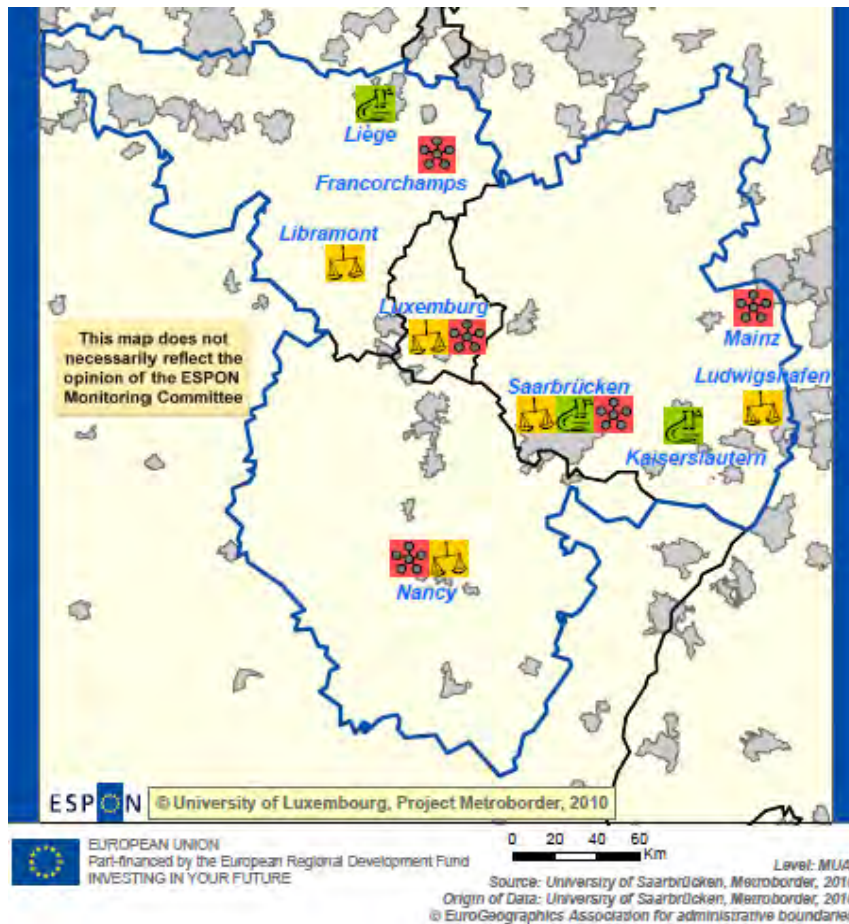 Liège
Francorchamps
Libramont
Luxemburg
This map does not
necessarily reflect the
opinion of the ESPON
Monitoring Committee
Mainz
Saarbrücken
Ludwigshafen
Kaiserslautern
Nancy
ESPON
© University of Luxembourg, Project Metroborder, 2010
EUROPEAN UNION
Part-financed by the European Regional Development Fund
INVESTING IN YOUR FUTURE
0 20 40 60
Km
Level: MUA
Source: University of Saarbrücken, Metroborder, 201
Origin of Data: University of Saarbrücken, Metroborder, 201
© EuroGeographics Association for administrative boundarie